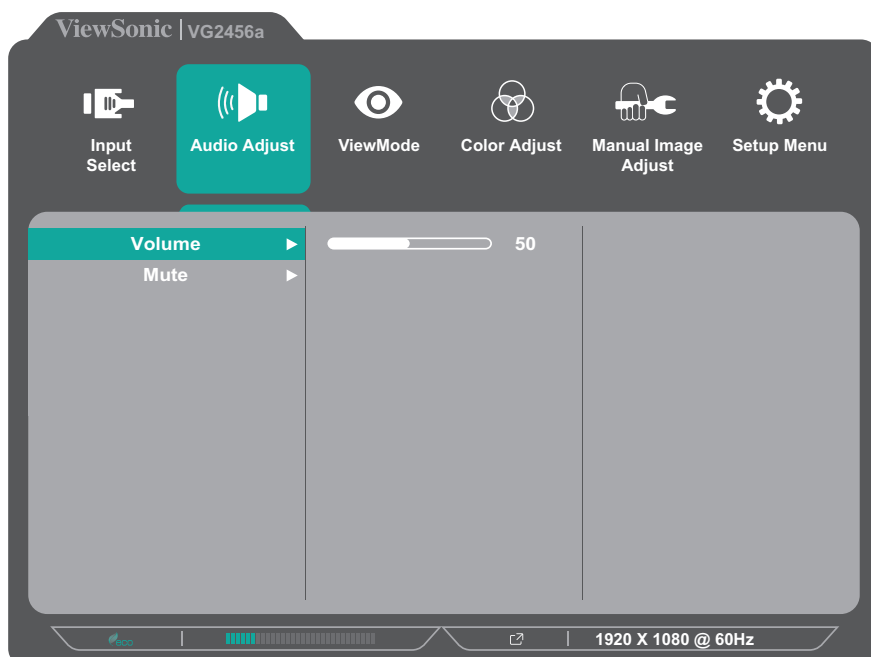 ViewSonic | VG2456a
Input Select
Audio Adjust
ViewMode
Color Adjust
Manual Image Adjust
Setup Menu
Volume 50
Mute
eco
1920 X 1080 @ 60Hz